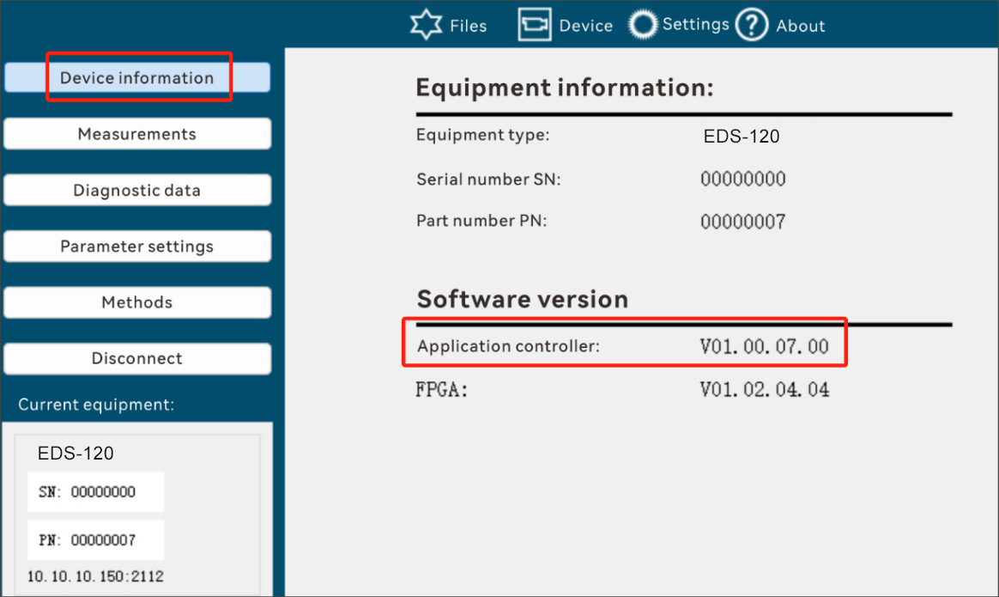 Files Device Settings ? About
Device information
Measurements
Diagnostic data
Parameter settings
Methods
Disconnect
Current equipment:
EDS-120
SN: 00000000
PN: 00000007
10.10.10.150:2112
Equipment information:
Equipment type: EDS-120
Serial number SN: 00000000
Part number PN: 00000007
Software version
Application controller: V01.00.07.00
FPGA: V01.02.04.04